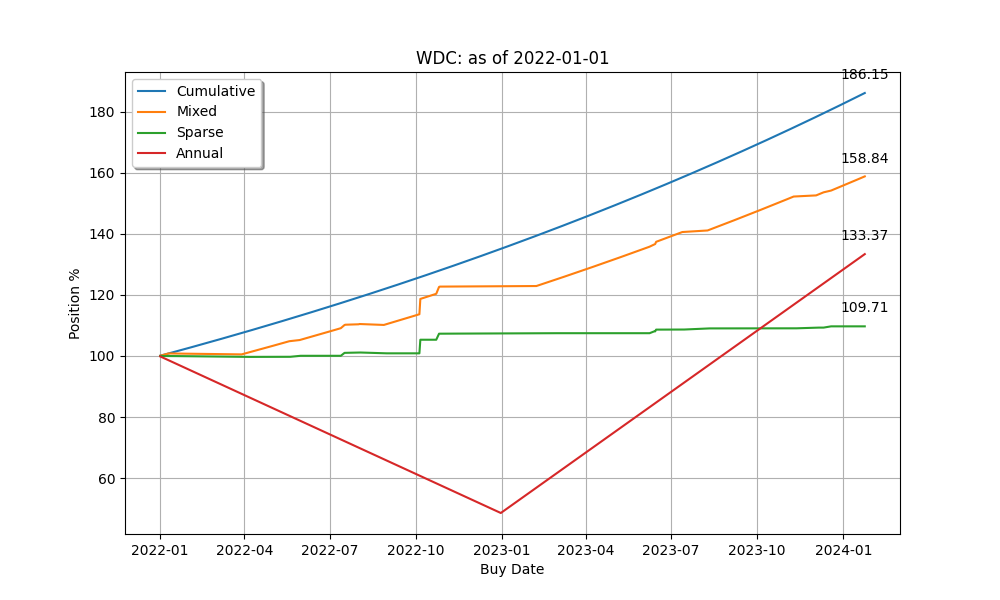 WDC: as of 2022-01-01
186.15
Cumulative
Mixed
Sparse
Annual
158.84
133.37
109.71
180
160
140
120
100
80
60
Position %
2022-01
2022-04
2022-07
2022-10
2023-01
2023-04
2023-07
2023-10
2024-01
Buy Date